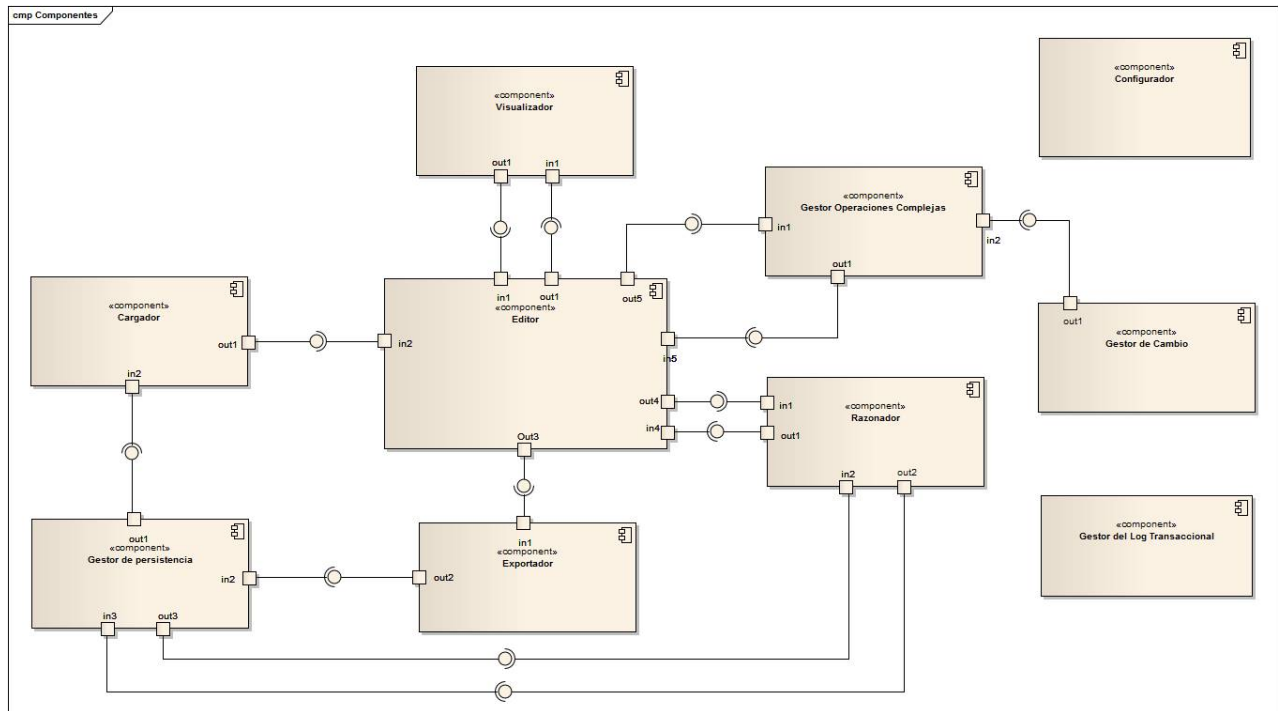 cmp Componentes
«component»
Configurador
«component»
Visualizador
out1
in1
«component»
Gestor Operaciones Complejas
in1
in2
out1
«component»
Cargador
out1
in2
in1
out1
out5
«component»
Editor
in2
in5
out4
in4
Out3
out1
«component»
Gestor de Cambio
«component»
Razonador
in1
out1
in2
out2
«component»
Gestor del Log Transaccional
out1
«component»
Gestor de persistencia
in2
in3
out3
in1
«component»
Exportador
out2